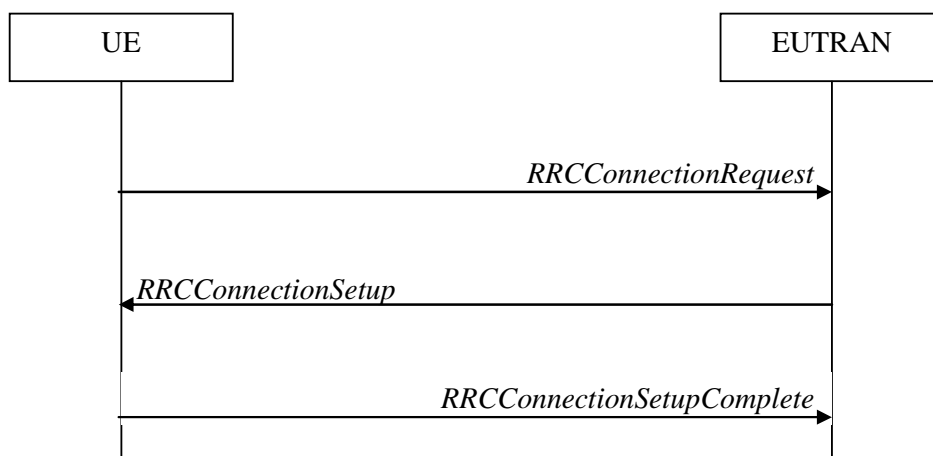 UE
EUTRAN
RRCConnectionRequest
RRCConnectionSetup
RRCConnectionSetupComplete